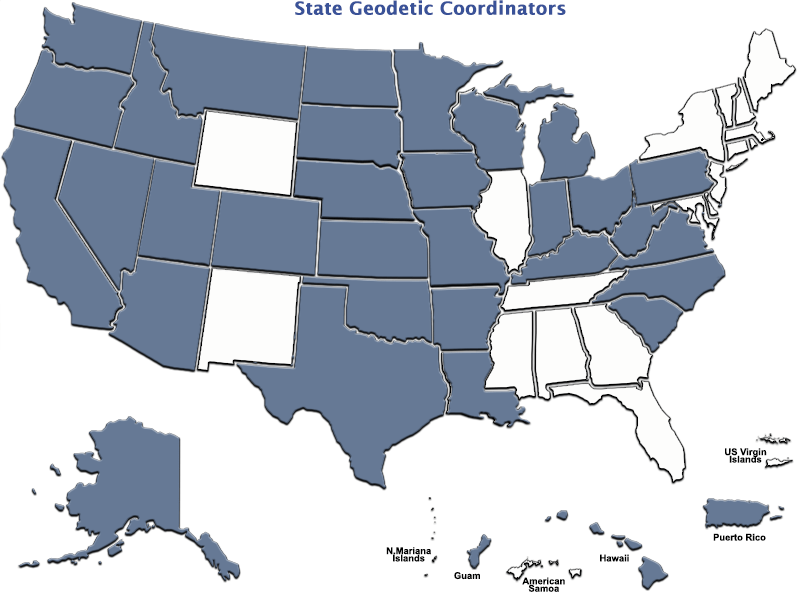 State Geodetic Coordinators
US Virgin
Islands
Puerto Rico
N.Mariana
Islands
Guam
American
Samoa
Hawaii